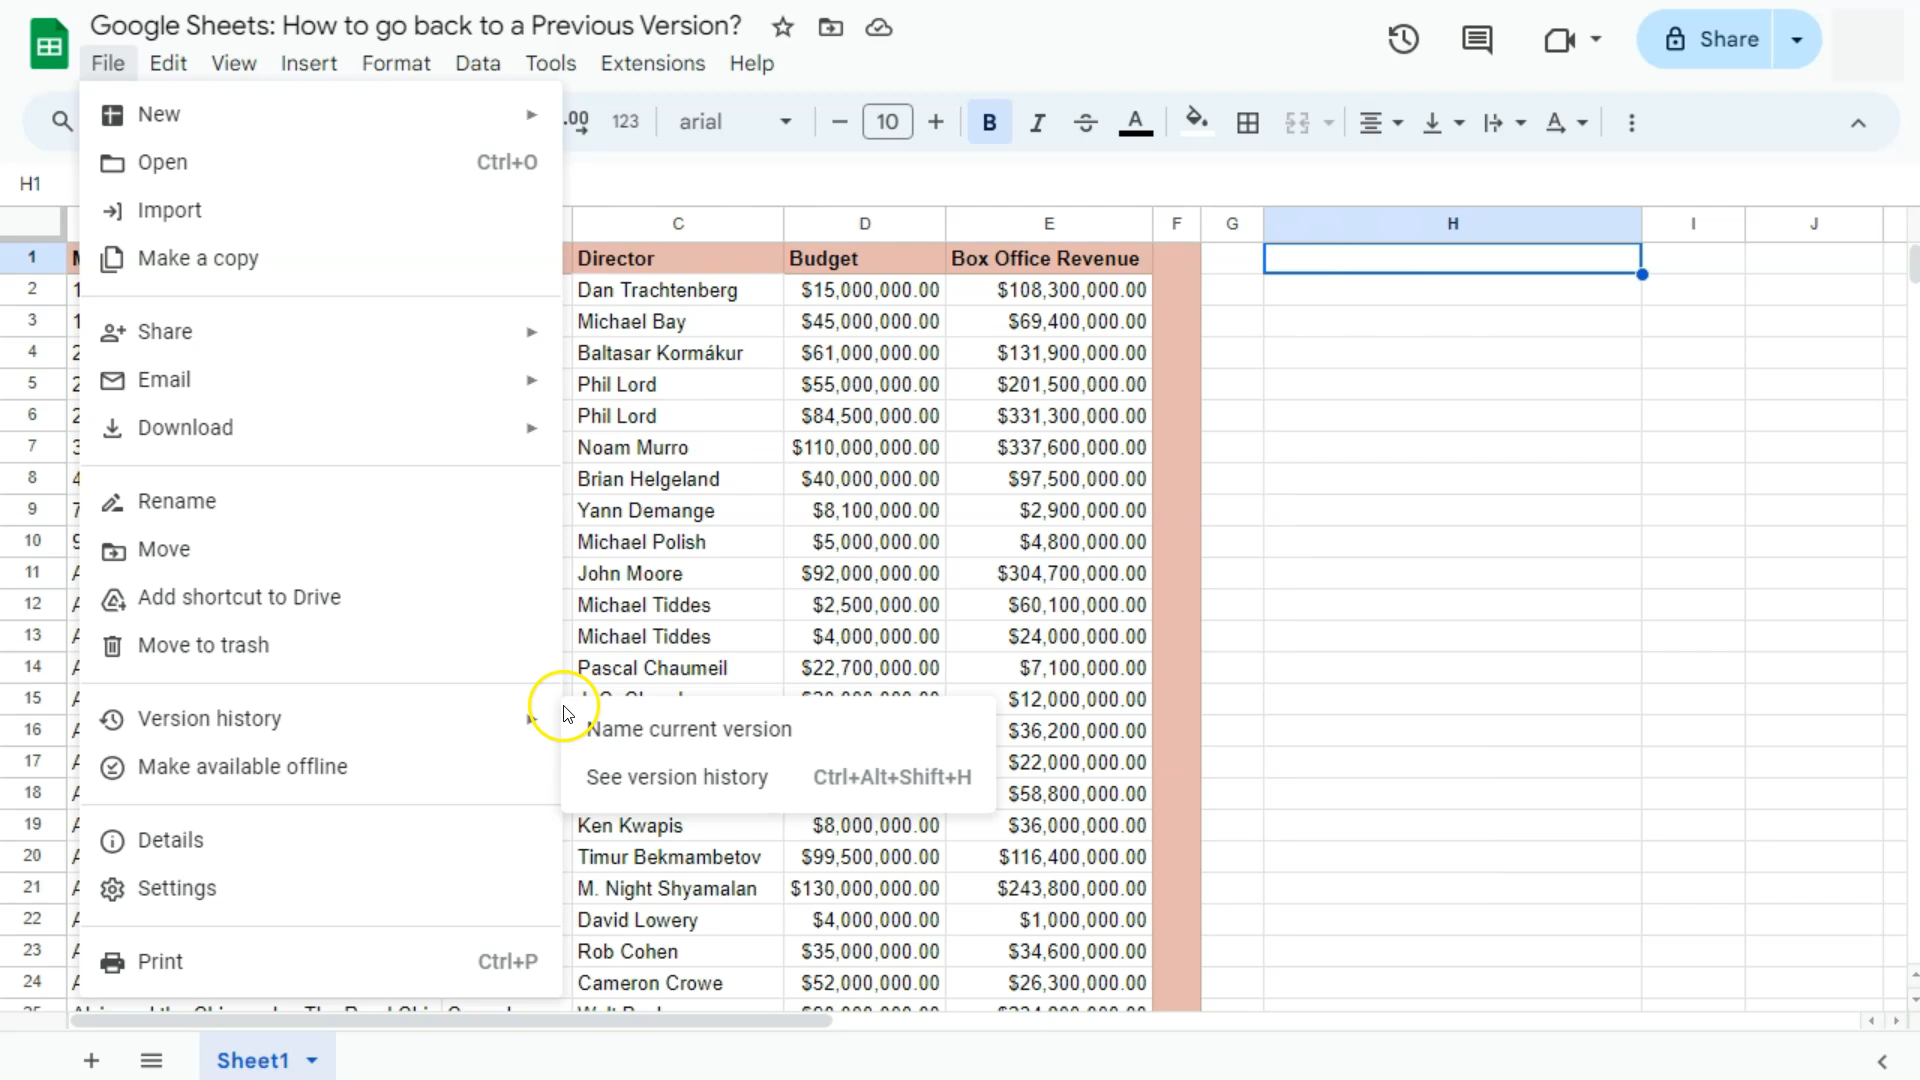 Google Sheets: How to go back to a Previous Version?
File Edit View Insert Format Data Tools Extensions Help
Share
.00 123 arial 10 B I A
H1
New
Open Ctrl+O
Import
Make a copy
Share
Email
Download
Rename
Move
Add shortcut to Drive
Move to trash
Version history
Make available offline
Details
Settings
Print Ctrl+P
Name current version
See version history Ctrl+Alt+Shift+H
C D E F G H I J
1 Director Budget Box Office Revenue
2 Dan Trachtenberg $15,000,000.00 $108,300,000.00
3 Michael Bay $45,000,000.00 $69,400,000.00
4 Baltasar Kormákur $61,000,000.00 $131,900,000.00
5 Phil Lord $55,000,000.00 $201,500,000.00
6 Phil Lord $84,500,000.00 $331,300,000.00
7 Noam Murro $110,000,000.00 $337,600,000.00
8 Brian Helgeland $40,000,000.00 $97,500,000.00
9 Yann Demange $8,100,000.00 $2,900,000.00
10 Michael Polish $5,000,000.00 $4,800,000.00
11 John Moore $92,000,000.00 $304,700,000.00
12 Michael Tiddes $2,500,000.00 $60,100,000.00
13 Michael Tiddes $4,000,000.00 $24,000,000.00
14 Pascal Chaumeil $22,700,000.00 $7,100,000.00
15 $12,000,000.00
16 $36,200,000.00
17 $22,000,000.00
18 $58,800,000.00
19 Ken Kwapis $8,000,000.00 $36,000,000.00
20 Timur Bekmambetov $99,500,000.00 $116,400,000.00
21 M. Night Shyamalan $130,000,000.00 $243,800,000.00
22 David Lowery $4,000,000.00 $1,000,000.00
23 Rob Cohen $35,000,000.00 $34,600,000.00
24 Cameron Crowe $52,000,000.00 $26,300,000.00
Sheet1